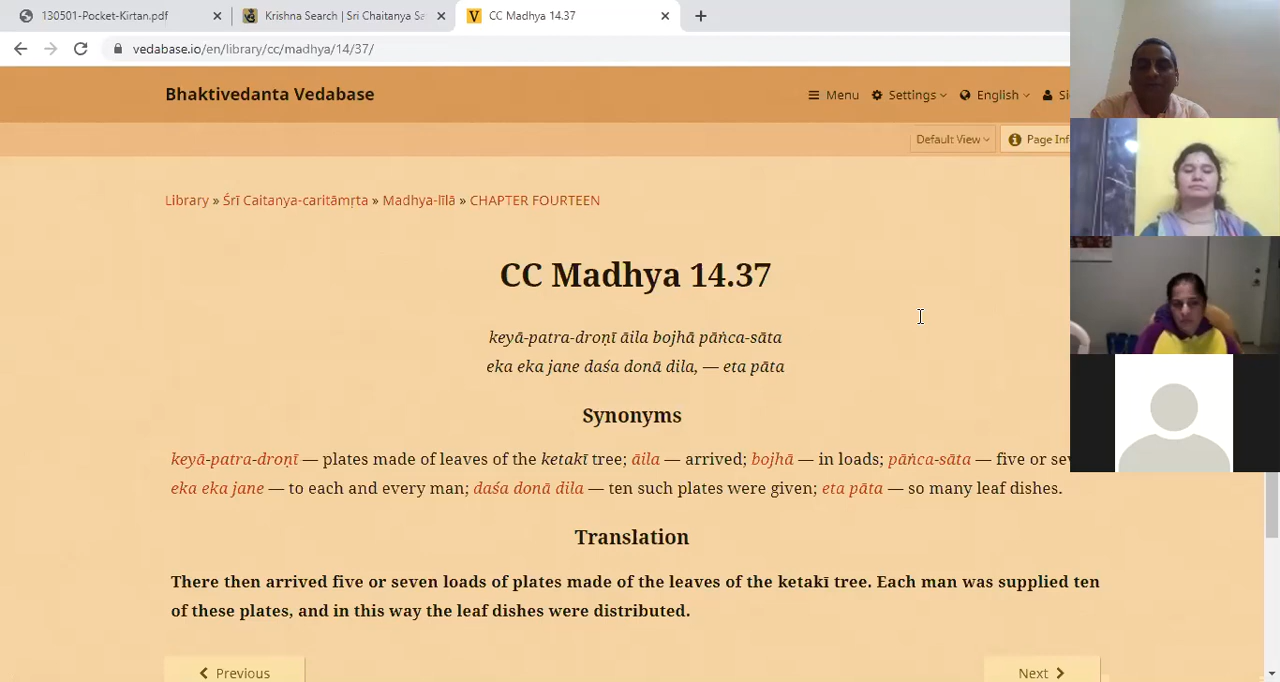 130501-Pocket-Kirtan.pdf
Krishna Search | Sri Chaitanya Sa
CC Madhya 14.37
vedabase.io/en/library/cc/madhya/14/37/
Bhaktivedanta Vedabase
Menu Settings English Si
Default View Page Inf
Library » Śrī Caitanya-caritāmṛta » Madhya-līlā » CHAPTER FOURTEEN
CC Madhya 14.37
keyā-patra-droṇī āila bojhā pāṅca-sāta
eka eka jane daśa donā dila, — eta pāta
Synonyms
keyā-patra-droṇī — plates made of leaves of the ketakī tree; āila — arrived; bojhā — in loads; pāṅca-sāta — five or sev
eka eka jane — to each and every man; daśa donā dila — ten such plates were given; eta pāta — so many leaf dishes.
Translation
There then arrived five or seven loads of plates made of the leaves of the ketakī tree. Each man was supplied ten
of these plates, and in this way the leaf dishes were distributed.
Previous
Next